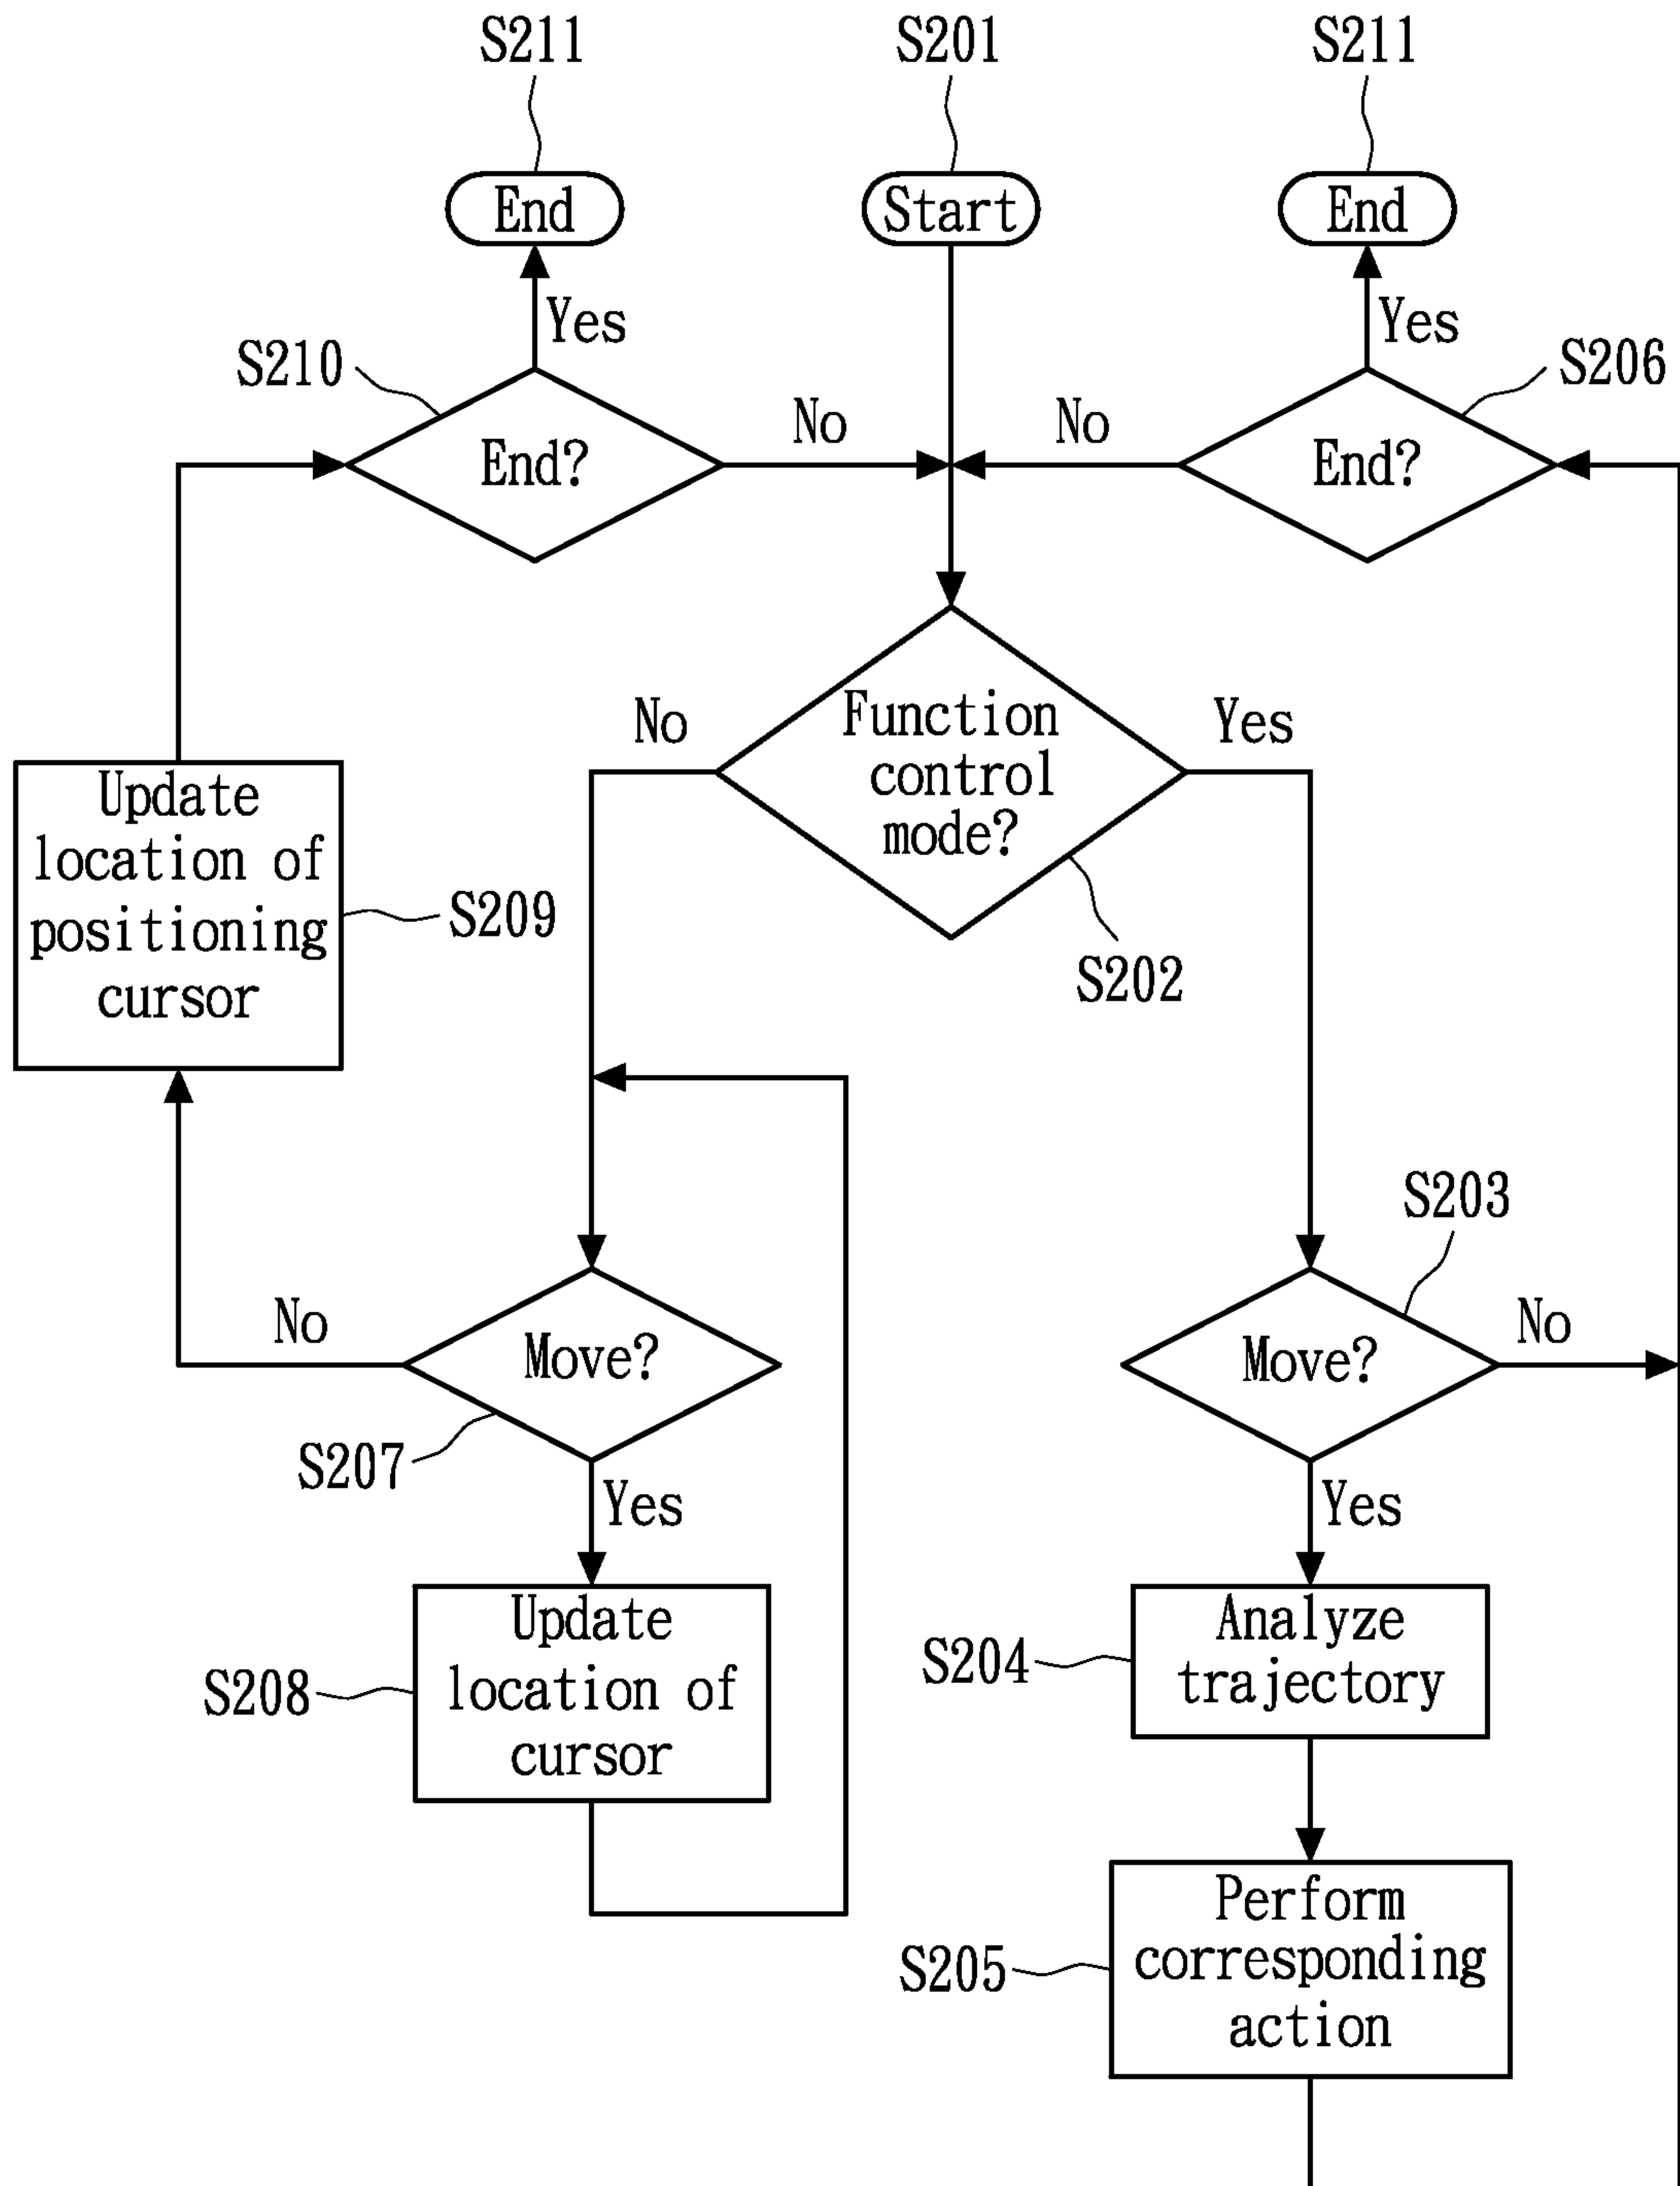 S211
S201
S211
End
Start
End
Yes
Yes
S210
S206
No
No
End?
End?
No
Function
control
mode?
Yes
Update
location of
positioning
cursor
S209
S202
S203
No
Move?
Move?
No
S207
Yes
Yes
Update
location of
cursor
S208
Analyze
trajectory
S204
Perform
corresponding
action
S205